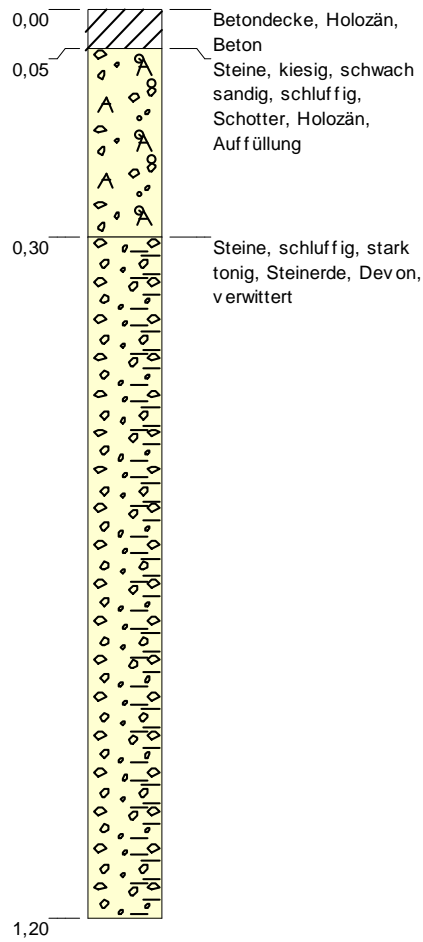 0,00
Betondecke, Holozän,
Beton
0,05
Steine, kiesig, schwach
sandig, schluffig,
Schotter, Holozän,
Auffüllung
0,30
Steine, schluffig, stark
tonig, Steinerde, Devon,
verwittert
1,20